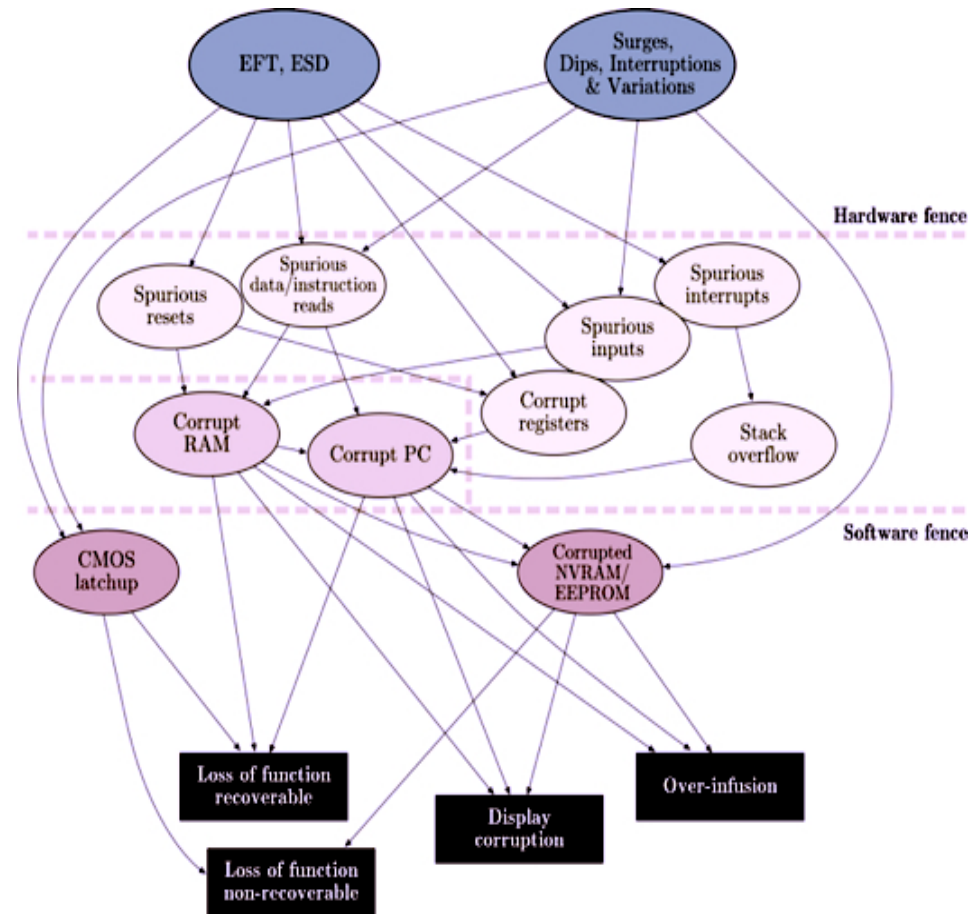 EFT, ESD
Surges,
Dips, Interruptions
& Variations
Hardware fence
Spurious
resets
Spurious
data/instruction
reads
Spurious
interrupts
Spurious
inputs
Corrupt
RAM
Corrupt PC
Corrupt
registers
Stack
overflow
Software fence
CMOS
latchup
Corrupted
NVRAM/
EEPROM
Loss of function
recoverable
Over-infusion
Display
corruption
Loss of function
non-recoverable